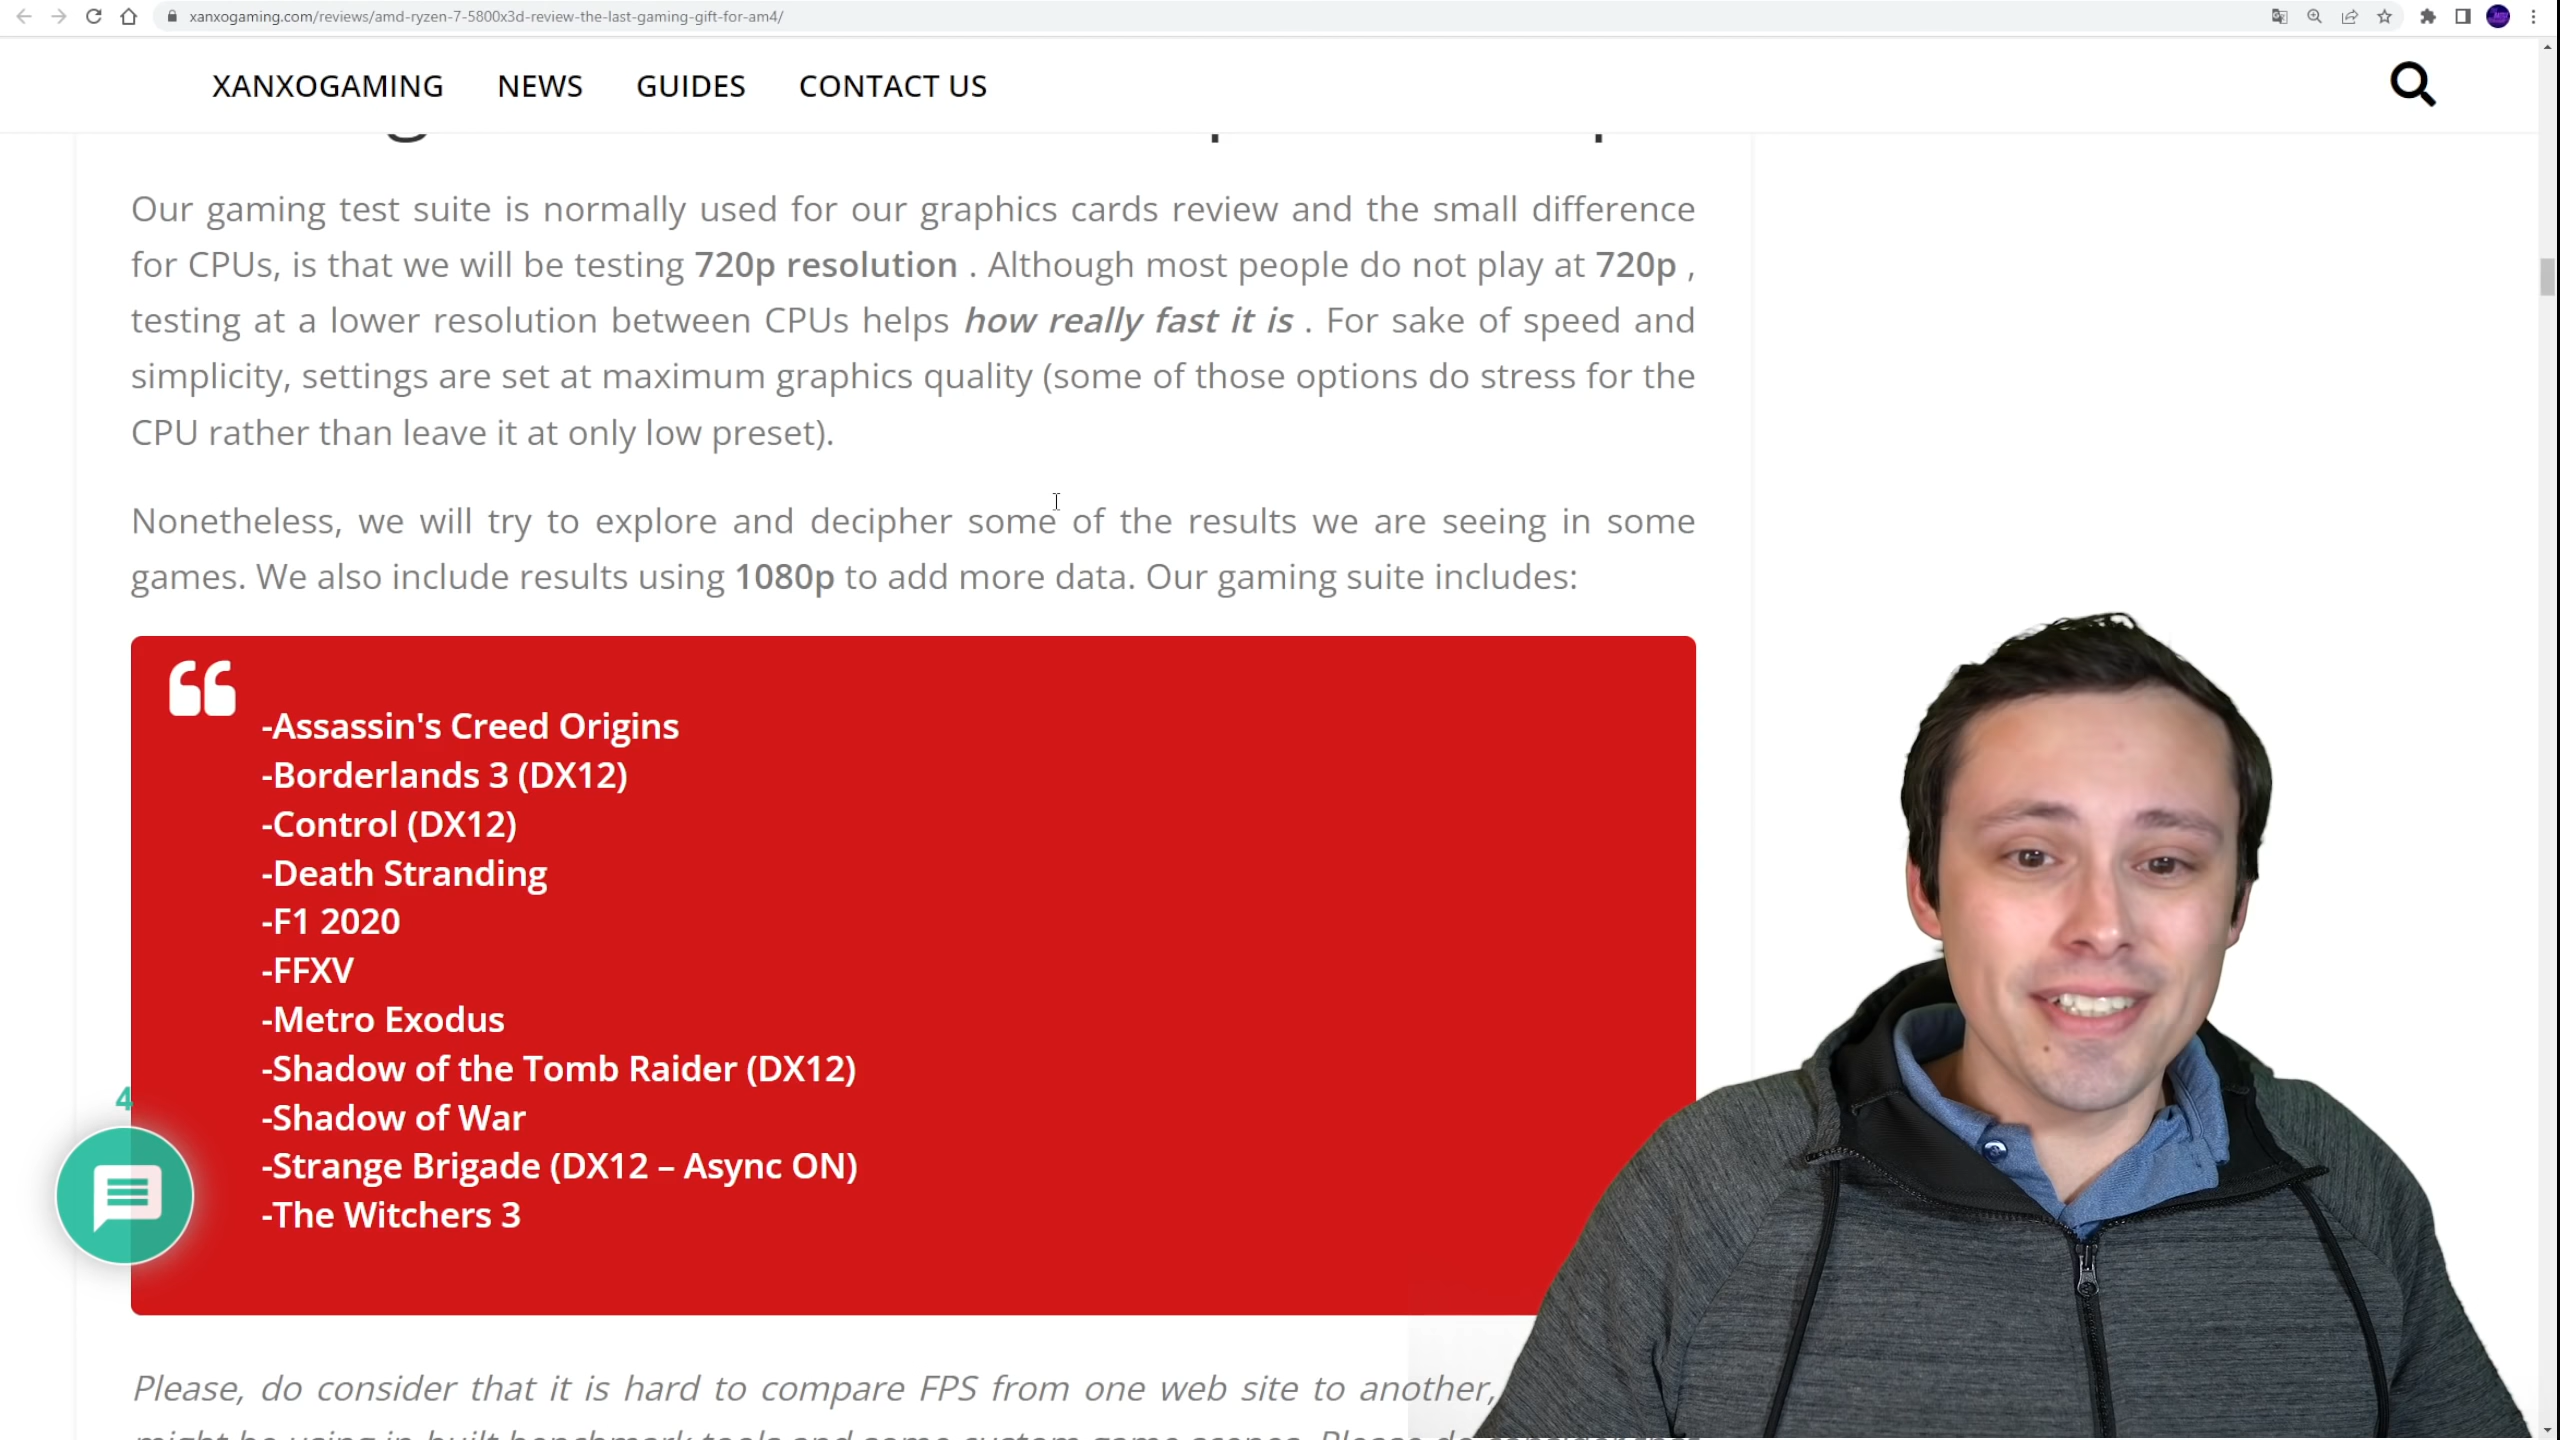 xanxogaming.com/reviews/amd-ryzen-7-5800x3d-review-the-last-gaming-gift-for-am4/
XANXOGAMING NEWS GUIDES CONTACT US
Our gaming test suite is normally used for our graphics cards review and the small difference
for CPUs, is that we will be testing 720p resolution . Although most people do not play at 720p ,
testing at a lower resolution between CPUs helps how really fast it is . For sake of speed and
simplicity, settings are set at maximum graphics quality (some of those options do stress for the
CPU rather than leave it at only low preset).
Nonetheless, we will try to explore and decipher some of the results we are seeing in some
games. We also include results using 1080p to add more data. Our gaming suite includes:
-Assassin's Creed Origins
-Borderlands 3 (DX12)
-Control (DX12)
-Death Stranding
-F1 2020
-FFXV
-Metro Exodus
-Shadow of the Tomb Raider (DX12)
-Shadow of War
-Strange Brigade (DX12 – Async ON)
-The Witchers 3
4
Please, do consider that it is hard to compare FPS from one web site to another,